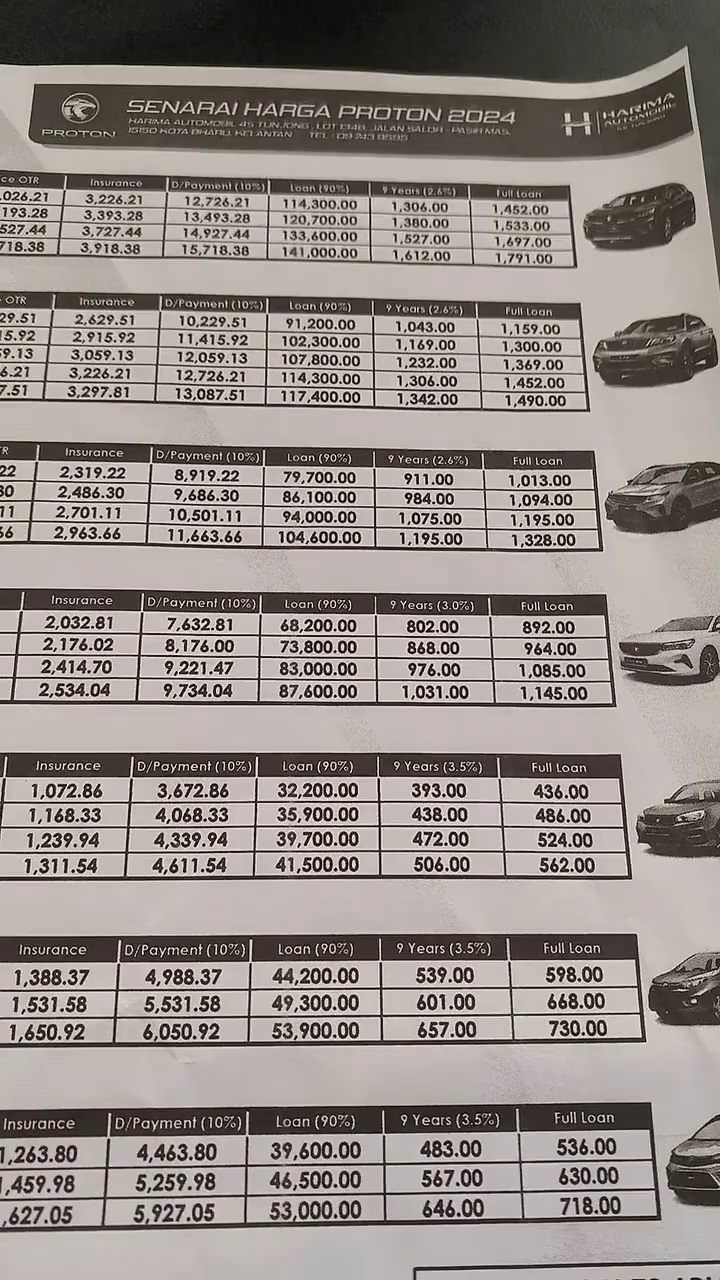 SENARAI HARGA PROTON 2024
HARIMA AUTOMOBIL 4S TUNJONG, LOT 1348, JALAN SALOR - PASIR MAS,
15150 KOTA BHARU, KELANTAN TEL : 09 743 8585
PROTON
HARIMA
AUTOMOBIL
OTR Insurance D/Payment (10%) Loan (90%) 9 Years (2.6%) Full Loan
026.21 3,226.21 12,726.21 114,300.00 1,306.00 1,452.00
193.28 3,393.28 13,493.28 120,700.00 1,380.00 1,533.00
527.44 3,727.44 14,927.44 133,600.00 1,527.00 1,697.00
718.38 3,918.38 15,718.38 141,000.00 1,612.00 1,791.00
OTR Insurance D/Payment (10%) Loan (90%) 9 Years (2.6%) Full Loan
29.51 2,629.51 10,229.51 91,200.00 1,043.00 1,159.00
15.92 2,915.92 11,415.92 102,300.00 1,169.00 1,300.00
9.13 3,059.13 12,059.13 107,800.00 1,232.00 1,369.00
6.21 3,226.21 12,726.21 114,300.00 1,306.00 1,452.00
7.51 3,297.81 13,087.51 117,400.00 1,342.00 1,490.00
Insurance D/Payment (10%) Loan (90%) 9 Years (2.6%) Full Loan
22 2,319.22 8,919.22 79,700.00 911.00 1,013.00
30 2,486.30 9,686.30 86,100.00 984.00 1,094.00
11 2,701.11 10,501.11 94,000.00 1,075.00 1,195.00
66 2,963.66 11,663.66 104,600.00 1,195.00 1,328.00
Insurance D/Payment (10%) Loan (90%) 9 Years (3.0%) Full Loan
2,032.81 7,632.81 68,200.00 802.00 892.00
2,176.02 8,176.00 73,800.00 868.00 964.00
2,414.70 9,221.47 83,000.00 976.00 1,085.00
2,534.04 9,734.04 87,600.00 1,031.00 1,145.00
Insurance D/Payment (10%) Loan (90%) 9 Years (3.5%) Full Loan
1,072.86 3,672.86 32,200.00 393.00 436.00
1,168.33 4,068.33 35,900.00 438.00 486.00
1,239.94 4,339.94 39,700.00 472.00 524.00
1,311.54 4,611.54 41,500.00 506.00 562.00
Insurance D/Payment (10%) Loan (90%) 9 Years (3.5%) Full Loan
1,388.37 4,988.37 44,200.00 539.00 598.00
1,531.58 5,531.58 49,300.00 601.00 668.00
1,650.92 6,050.92 53,900.00 657.00 730.00
Insurance D/Payment (10%) Loan (90%) 9 Years (3.5%) Full Loan
1,263.80 4,463.80 39,600.00 483.00 536.00
,459.98 5,259.98 46,500.00 567.00 630.00
,627.05 5,927.05 53,000.00 646.00 718.00